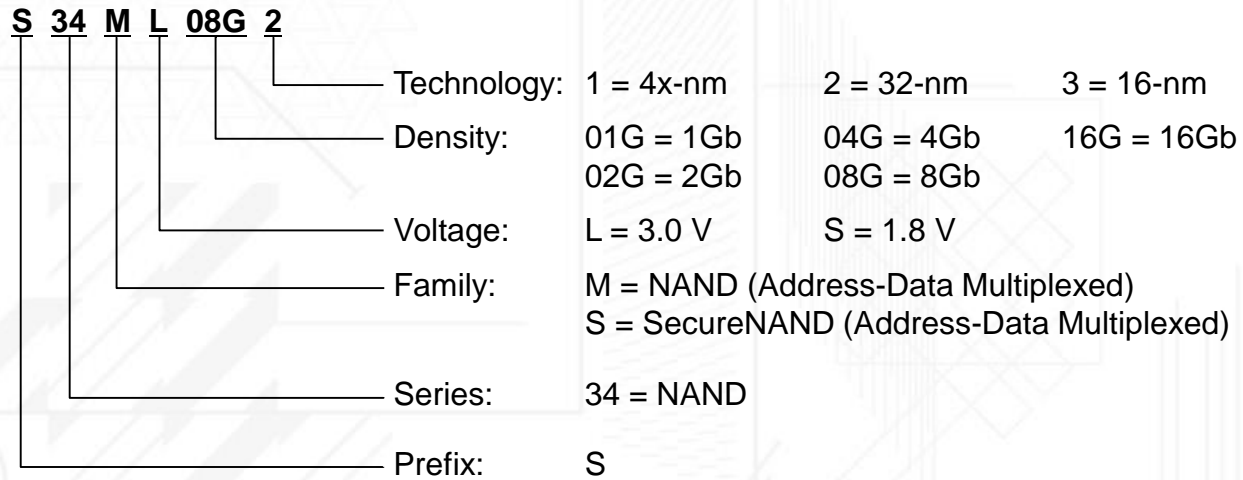 S 34 M L 08G 2
Technology: 1 = 4x-nm 2 = 32-nm 3 = 16-nm
Density: 01G = 1Gb 04G = 4Gb 16G = 16Gb
02G = 2Gb 08G = 8Gb
Voltage: L = 3.0 V S = 1.8 V
Family: M = NAND (Address-Data Multiplexed)
S = SecureNAND (Address-Data Multiplexed)
Series: 34 = NAND
Prefix: S